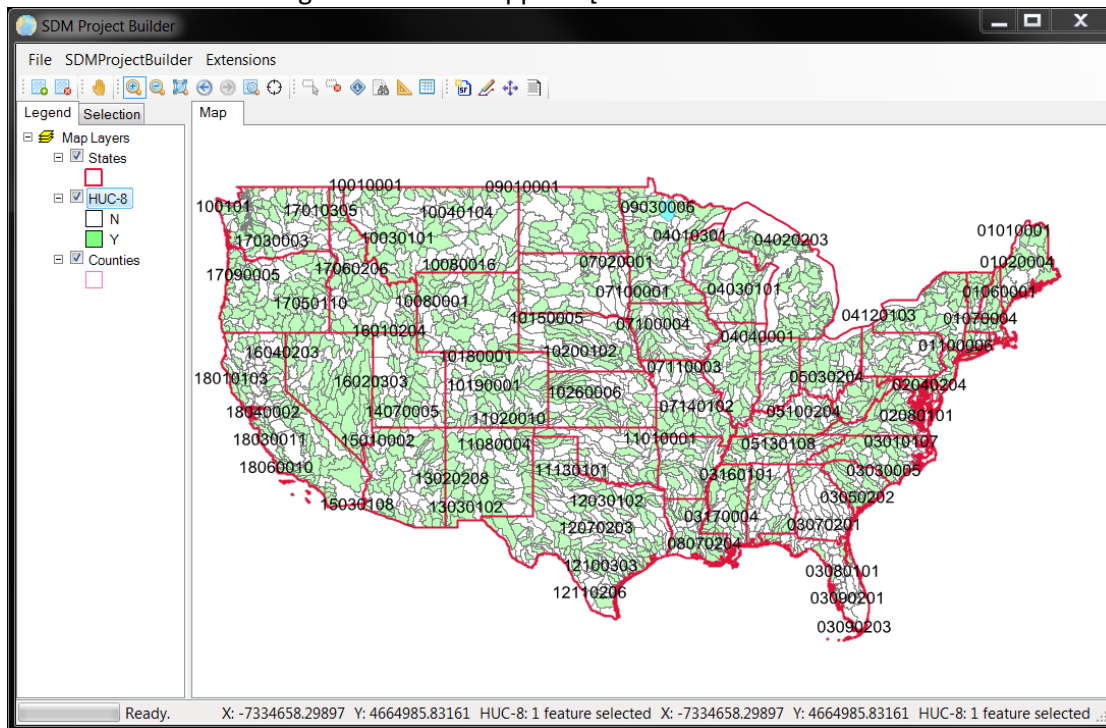 SDM Project Builder
File SDMProjectBuilder Extensions
Legend Selection
Map
Map Layers
States
HUC-8
N
Y
Counties
10010001 09010001
100101 17010305 10040104 09030006
17030003 10030101 04010301 04020203 01010001
17090005 17060206 10080016 07020001 01020004
17050110 10080001 07100001 04030101 01060001
16010204 10150005 07100004 04120103 01070004
16040203 10180001 10200102 04040001 01100006
18010103 16020303 10190001 10260006 07110003 05030204 02040204
18040002 14070005 11020010 07140102 05100204 02080101
18030011 15010002 11080004 11010001 05130108 03010107
18060010 13020208 11130101 03160101 03030005
15030108 13030102 12030102 03050202
12070203 03170004 03070201
08070204
12100303 03080101
12110206 03090201
03090203
Ready. X: -7334658.29897 Y: 4664985.83161 HUC-8: 1 feature selected X: -7334658.29897 Y: 4664985.83161 HUC-8: 1 feature selected